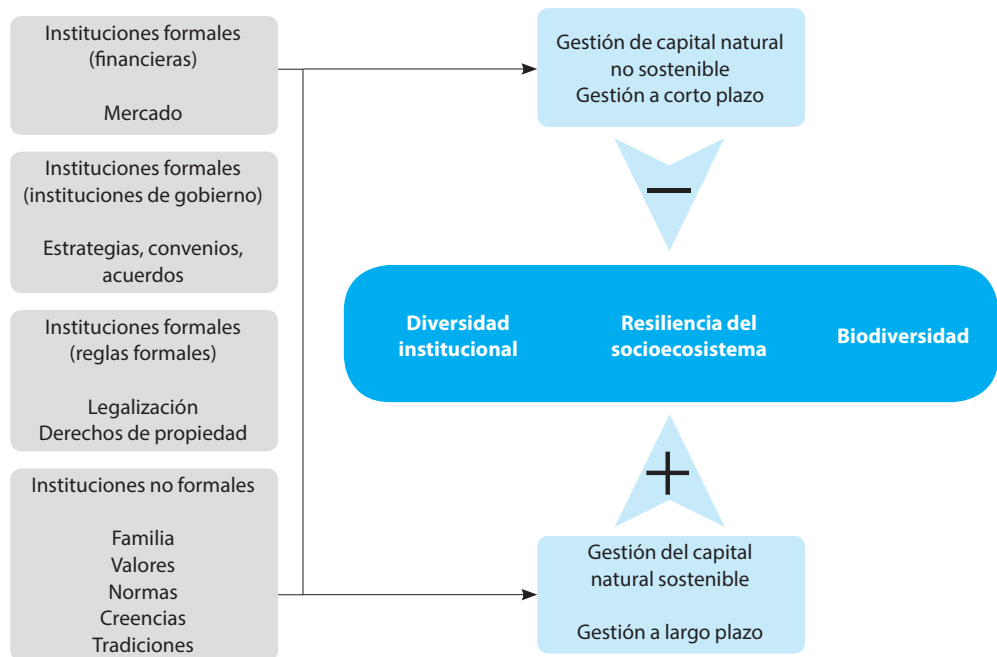 Instituciones formales
(financieras)
Mercado
Instituciones formales
(instituciones de gobierno)
Estrategias, convenios,
acuerdos
Instituciones formales
(reglas formales)
Legalización
Derechos de propiedad
Instituciones no formales
Familia
Valores
Normas
Creencias
Tradiciones
Gestión de capital natural
no sostenible
Gestión a corto plazo
Diversidad
institucional
Resiliencia del
socioecosistema
Biodiversidad
Gestión del capital
natural sostenible
Gestión a largo plazo